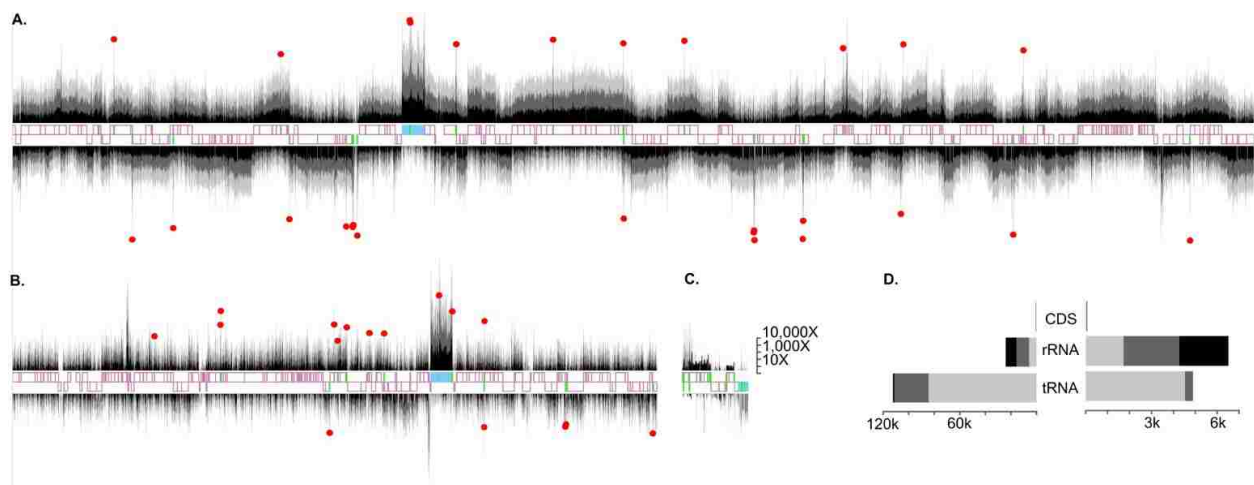 A.
B.
C.
10,000X
1,000X
10X
D.
CDS
rRNA
tRNA
120k
60k
3k
6k